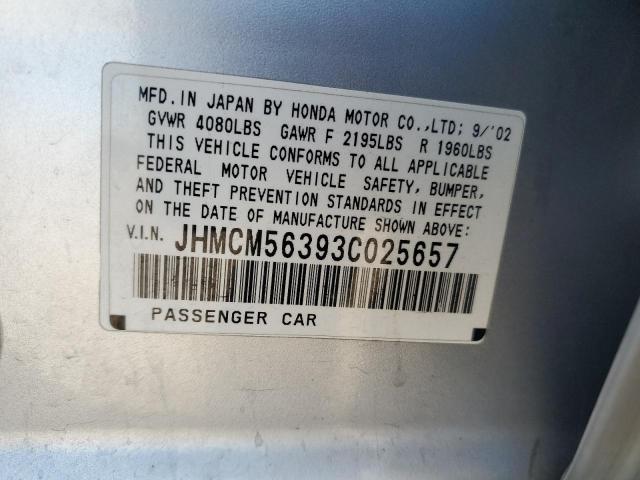 MFD. IN JAPAN BY HONDA MOTOR CO.,LTD; 9/'02
GVWR 4080LBS GAWR F 2195LBS R 1960LBS
THIS VEHICLE CONFORMS TO ALL APPLICABLE
FEDERAL MOTOR VEHICLE SAFETY, BUMPER,
AND THEFT PREVENTION STANDARDS IN EFFECT
ON THE DATE OF MANUFACTURE SHOWN ABOVE:
V.I.N. JHMCM56393C025657
PASSENGER CAR